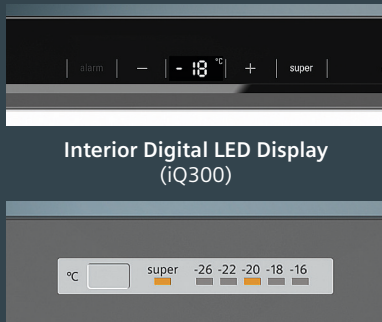 alarm − - 18 °C + super
Interior Digital LED Display
(iQ300)
°C super -26 -22 -20 -18 -16